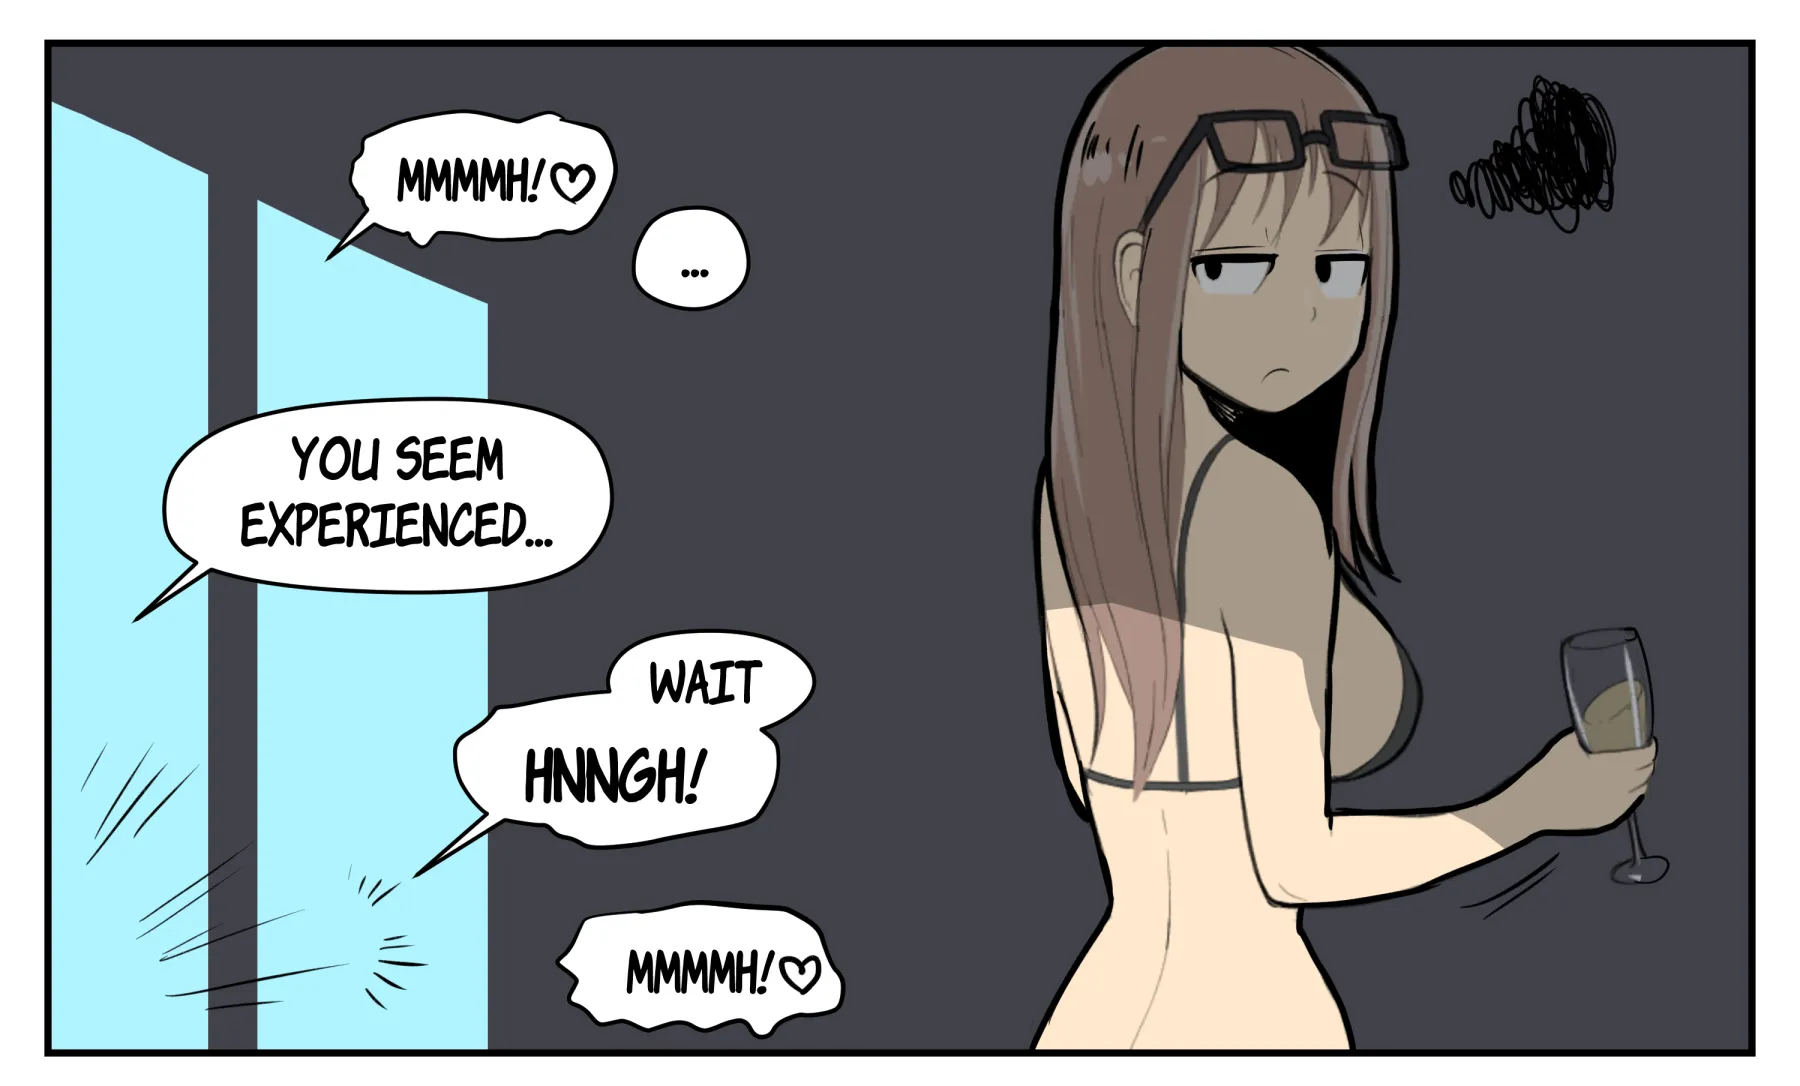 MMMMH!♡
...
YOU SEEM
EXPERIENCED...
WAIT
HNNGH!
MMMMH!♡